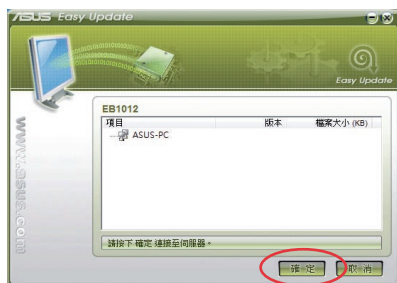 ASUS Easy Update
Easy Update
EB1012
項目 版本 檔案大小 (KB)
ASUS-PC
www.asus.com
請按下 確定 連接至伺服器。
確 定 取 消